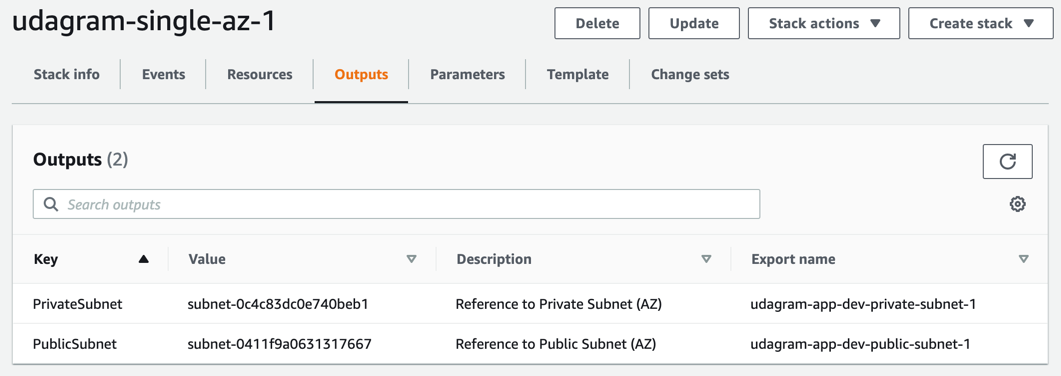 udagram-single-az-1
Delete Update Stack actions Create stack
Stack info Events Resources Outputs Parameters Template Change sets
Outputs (2)
Search outputs
Key Value Description Export name
PrivateSubnet subnet-0c4c83dc0e740beb1 Reference to Private Subnet (AZ) udagram-app-dev-private-subnet-1
PublicSubnet subnet-0411f9a0631317667 Reference to Public Subnet (AZ) udagram-app-dev-public-subnet-1